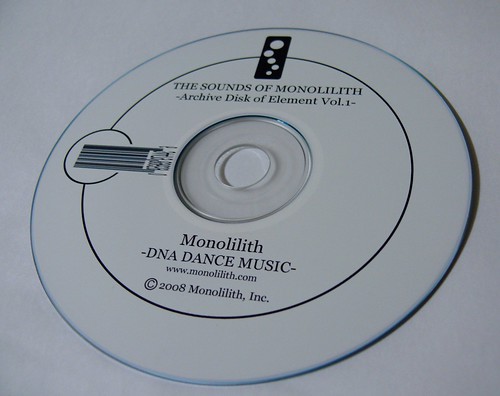 THE SOUNDS OF MONOLILITH
-Archive Disk of Element Vol.1-
Monolilith
-DNA DANCE MUSIC-
www.monolilith.com
© 2008 Monolilith, Inc.